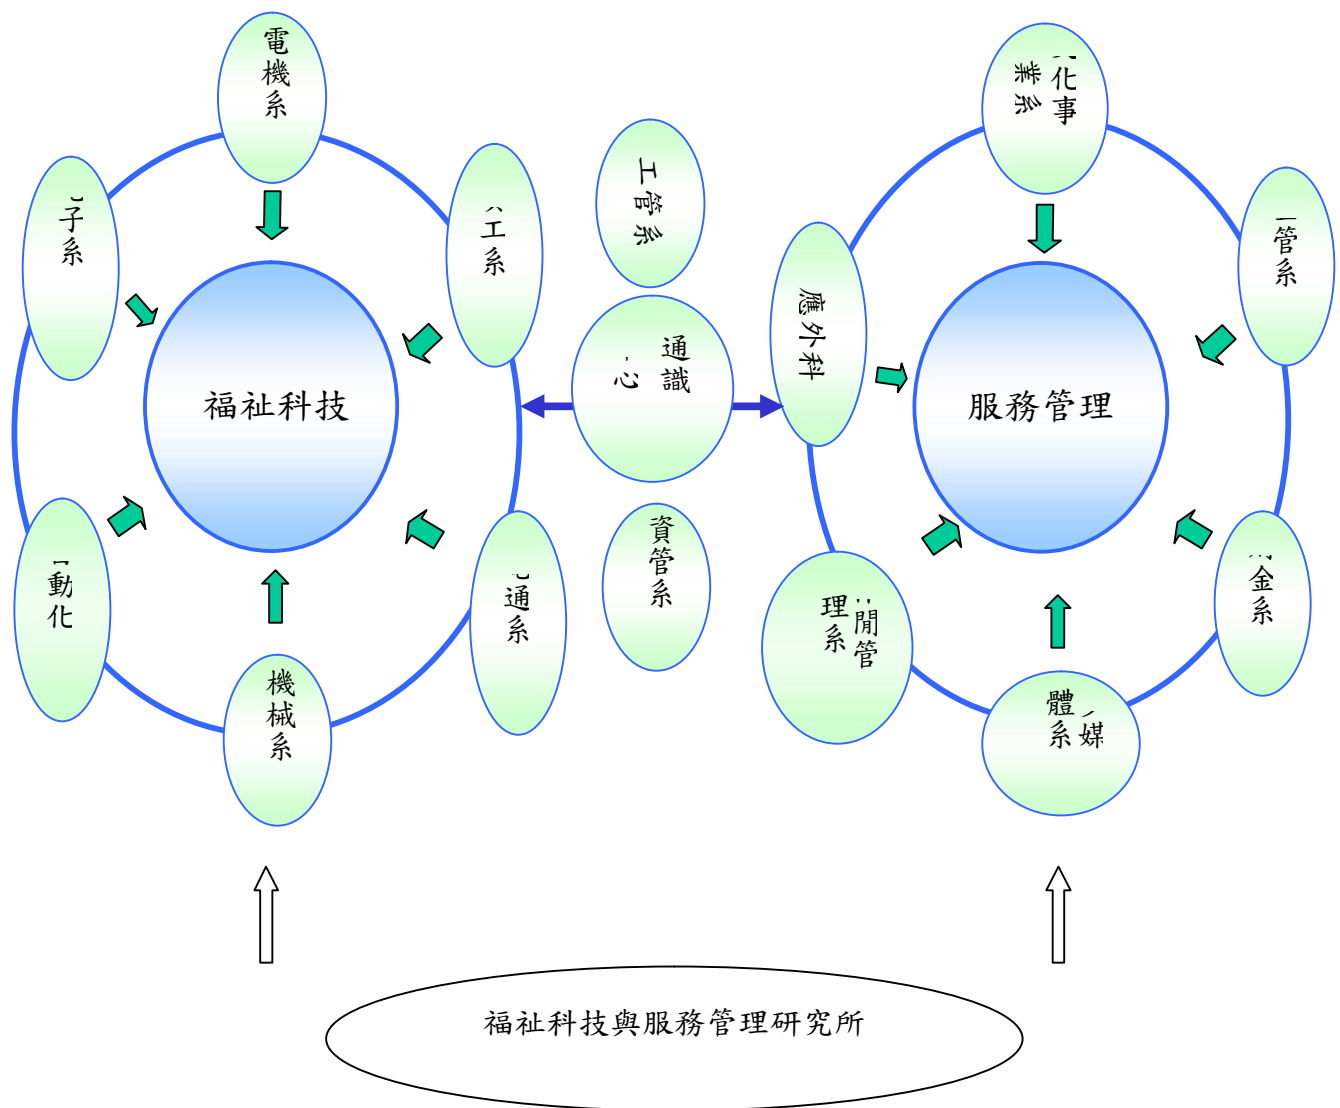 電機系
子系
工系
福祉科技
動化
通系
機械系
工管系
通識
心
資管系
化事
業系
管系
應外科
服務管理
閒管
理系
金系
媒
體系
福祉科技與服務管理研究所